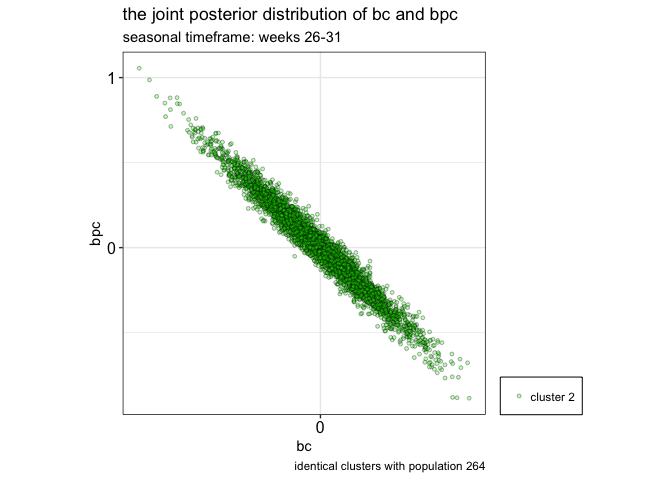 the joint posterior distribution of bc and bpc
seasonal timeframe: weeks 26-31
1
bpc
0
cluster 2
0
bc
identical clusters with population 264